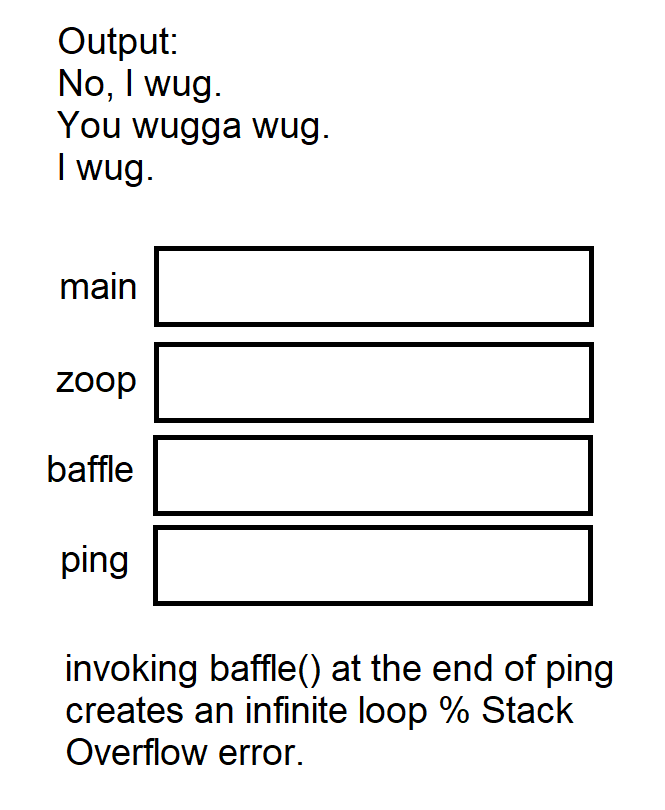 Output:
No, I wug.
You wugga wug.
I wug.
main
zoop
baffle
ping
invoking baffle() at the end of ping
creates an infinite loop % Stack
Overflow error.